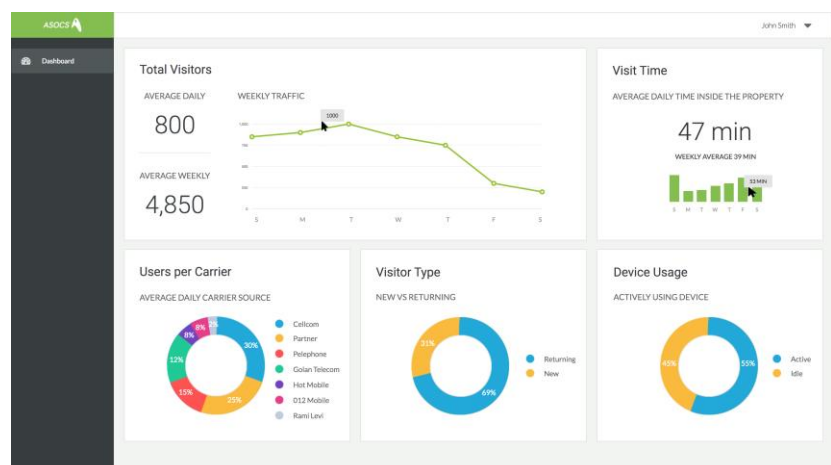 ASOCS
John Smith
Dashboard
Total Visitors
AVERAGE DAILY
800
AVERAGE WEEKLY
4,850
WEEKLY TRAFFIC
1000
1,000
0
S M T W T F S
Visit Time
AVERAGE DAILY TIME INSIDE THE PROPERTY
47 min
WEEKLY AVERAGE 39 MIN
53 MIN
S M T W T F S
Users per Carrier
AVERAGE DAILY CARRIER SOURCE
2%
8%
8%
30%
12%
15%
25%
Cellcom
Partner
Pelephone
Golan Telecom
Hot Mobile
012 Mobile
Rami Levi
Visitor Type
NEW VS RETURNING
31%
69%
Returning
New
Device Usage
ACTIVELY USING DEVICE
45%
55%
Active
Idle